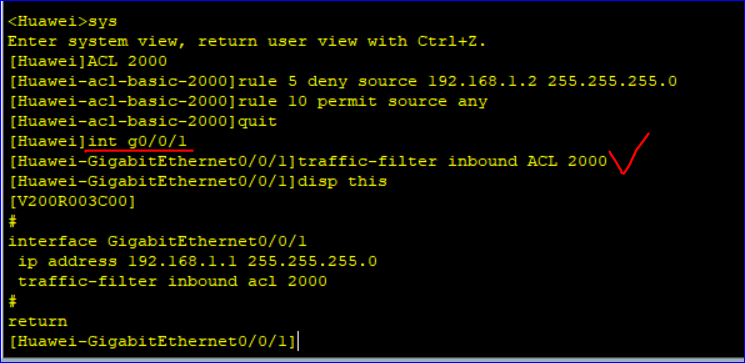 <Huawei>sys
Enter system view, return user view with Ctrl+Z.
[Huawei]ACL 2000
[Huawei-acl-basic-2000]rule 5 deny source 192.168.1.2 255.255.255.0
[Huawei-acl-basic-2000]rule 10 permit source any
[Huawei-acl-basic-2000]quit
[Huawei]int g0/0/1
[Huawei-GigabitEthernet0/0/1]traffic-filter inbound ACL 2000
[Huawei-GigabitEthernet0/0/1]disp this
[V200R003C00]
#
interface GigabitEthernet0/0/1
 ip address 192.168.1.1 255.255.255.0
 traffic-filter inbound acl 2000
#
return
[Huawei-GigabitEthernet0/0/1]